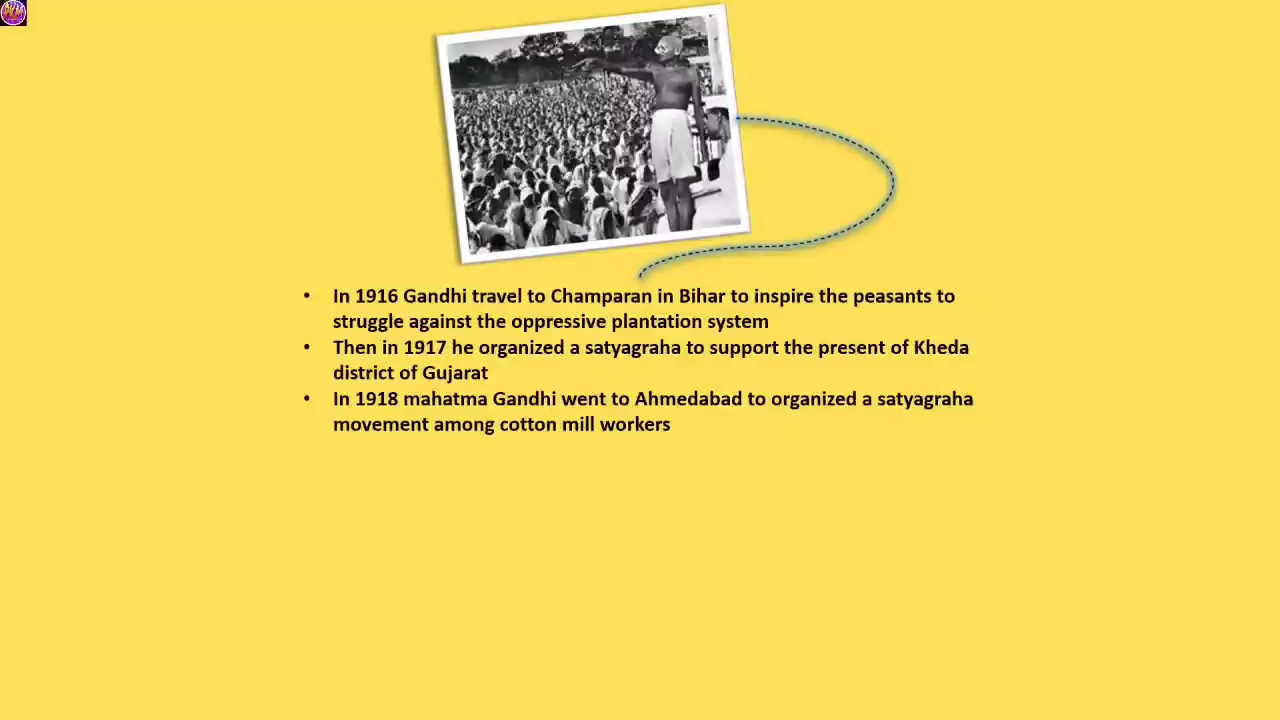 PKM
• In 1916 Gandhi travel to Champaran in Bihar to inspire the peasants to
struggle against the oppressive plantation system
• Then in 1917 he organized a satyagraha to support the present of Kheda
district of Gujarat
• In 1918 mahatma Gandhi went to Ahmedabad to organized a satyagraha
movement among cotton mill workers